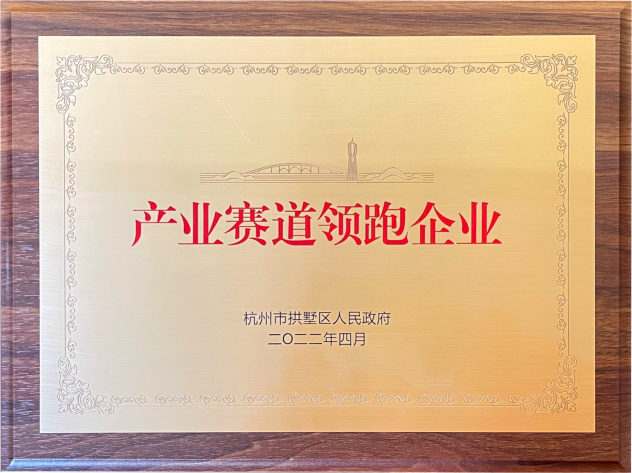 产业赛道领跑企业
杭州市拱墅区人民政府
二〇二二年四月